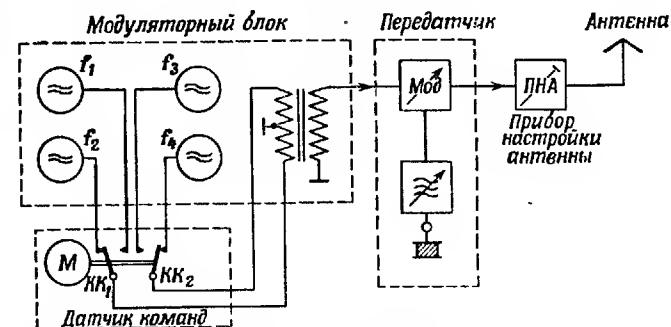 Модуляторный блок
Передатчик
Антенна
f1
f3
f2
f4
Мод
ПНА
Прибор
настройки
антенны
М
КК1
КК2
Датчик команд